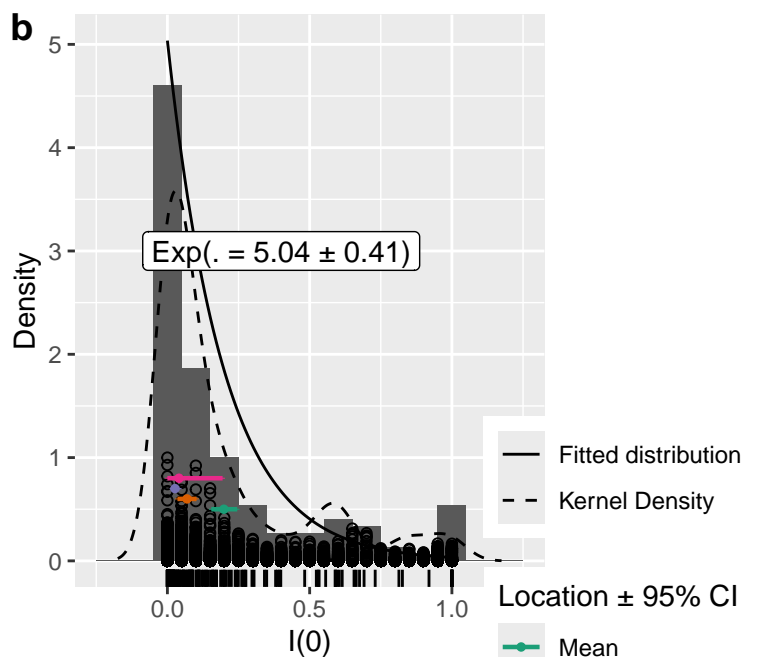 b
5
4
3
2
1
0
Density
Exp(. = 5.04 ± 0.41)
0.0 0.5 1.0
I(0)
Fitted distribution
Kernel Density
Location ± 95% CI
Mean